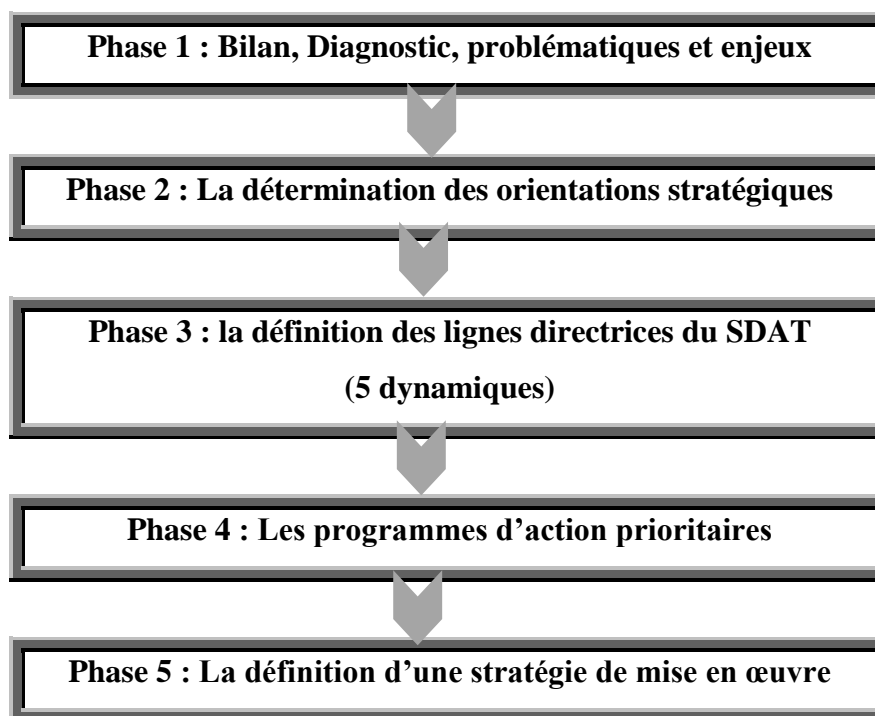 Phase 1 : Bilan, Diagnostic, problématiques et enjeux
Phase 2 : La détermination des orientations stratégiques
Phase 3 : la définition des lignes directrices du SDAT
(5 dynamiques)
Phase 4 : Les programmes d’action prioritaires
Phase 5 : La définition d’une stratégie de mise en œuvre